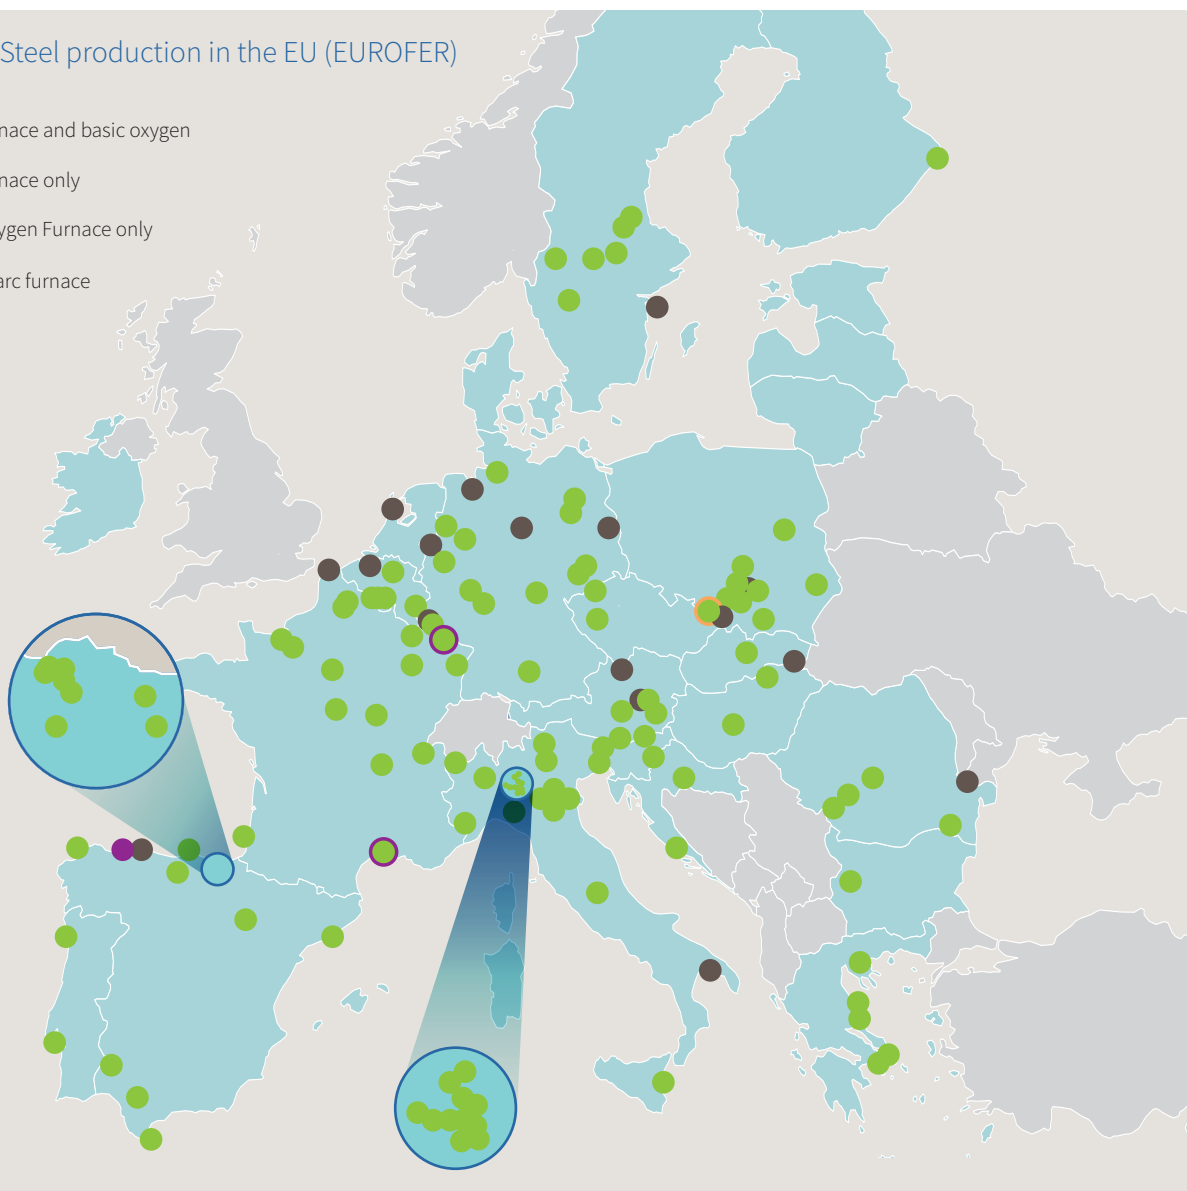 Steel production in the EU (EUROFER)
nace and basic oxygen
nace only
ygen Furnace only
arc furnace